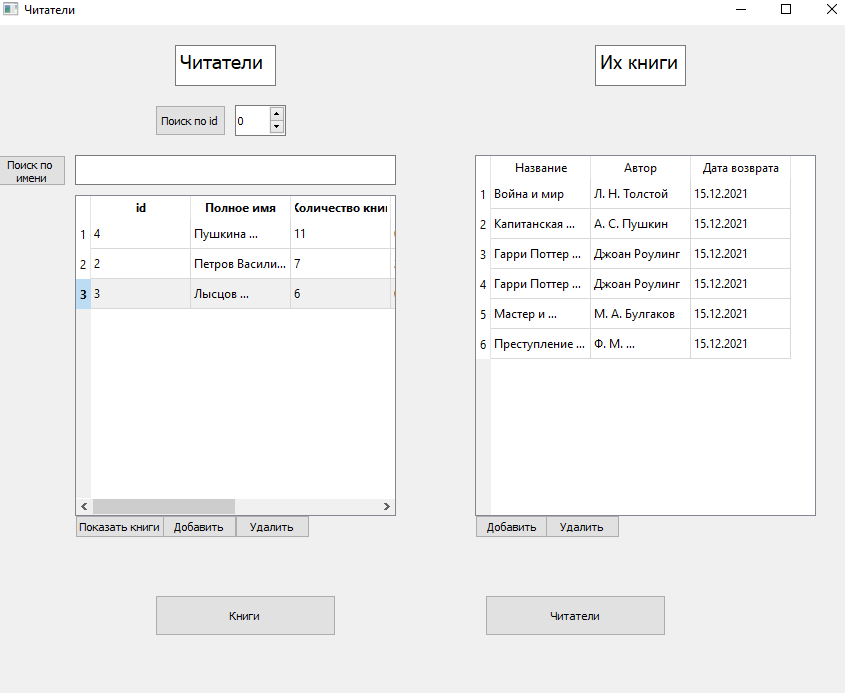 Читатели
Читатели
Их книги
Поиск по id
0
Поиск по
имени
id Полное имя Количество книг
1 4 Пушкина ... 11
2 2 Петров Васили... 7
3 3 Лысцов ... 6
Название Автор Дата возврата
1 Война и мир Л. Н. Толстой 15.12.2021
2 Капитанская ... А. С. Пушкин 15.12.2021
3 Гарри Поттер ... Джоан Роулинг 15.12.2021
4 Гарри Поттер ... Джоан Роулинг 15.12.2021
5 Мастер и ... М. А. Булгаков 15.12.2021
6 Преступление ... Ф. М. ... 15.12.2021
Показать книги Добавить Удалить
Добавить Удалить
Книги
Читатели